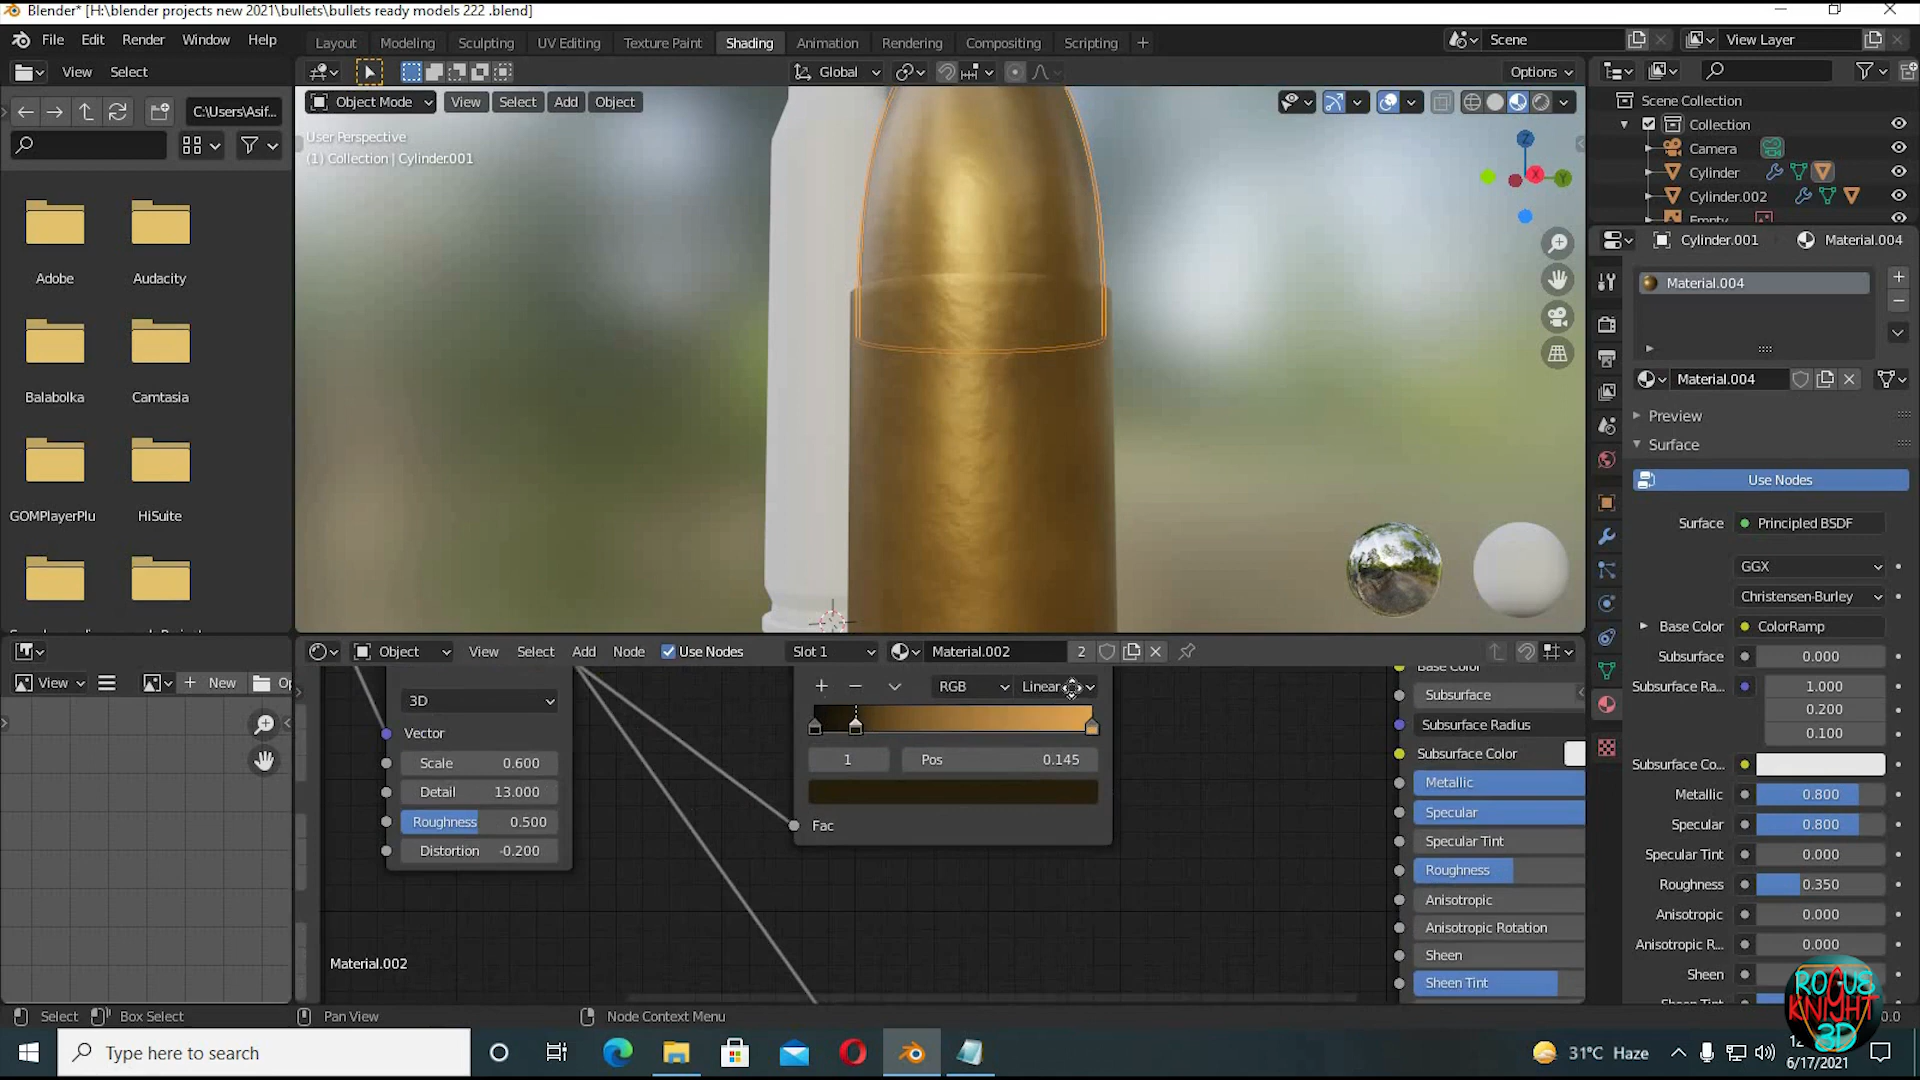 Blender* [H:\blender projects new 2021\bullets\bullets ready models 222 .blend]
File Edit Render Window Help
Layout Modeling Sculpting UV Editing Texture Paint Shading Animation Rendering Compositing Scripting
Scene
View Layer
View Select
Global
Options
C:\Users\Asif...
Object Mode View Select Add Object
User Perspective
(1) Collection | Cylinder.001
Adobe
Audacity
Balabolka
Camtasia
GOMPlayerPlu
HiSuite
Z
X
Y
Scene Collection
Collection
Camera
Cylinder
Cylinder.002
Empty
Cylinder.001 Material.004
Material.004
Material.004
Preview
Surface
Use Nodes
Surface Principled BSDF
GGX
Christensen-Burley
Base Color ColorRamp
Subsurface 0.000
Subsurface Ra... 1.000
0.200
0.100
Subsurface Co...
Metallic 0.800
Specular 0.800
Specular Tint 0.000
Roughness 0.350
Anisotropic 0.000
Anisotropic R... 0.000
Sheen
Object View Select Add Node Use Nodes Slot 1 Material.002 2
View New Op
3D
Vector
Scale 0.600
Detail 13.000
Roughness 0.500
Distortion -0.200
RGB Linear
1 Pos 0.145
Fac
Base Color
Subsurface
Subsurface Radius
Subsurface Color
Metallic
Specular
Specular Tint
Roughness
Anisotropic
Anisotropic Rotation
Sheen
Sheen Tint
Material.002
Select Box Select Pan View Node Context Menu
ROGUE
KNIGHT
3D
Type here to search
31°C Haze
6/17/2021